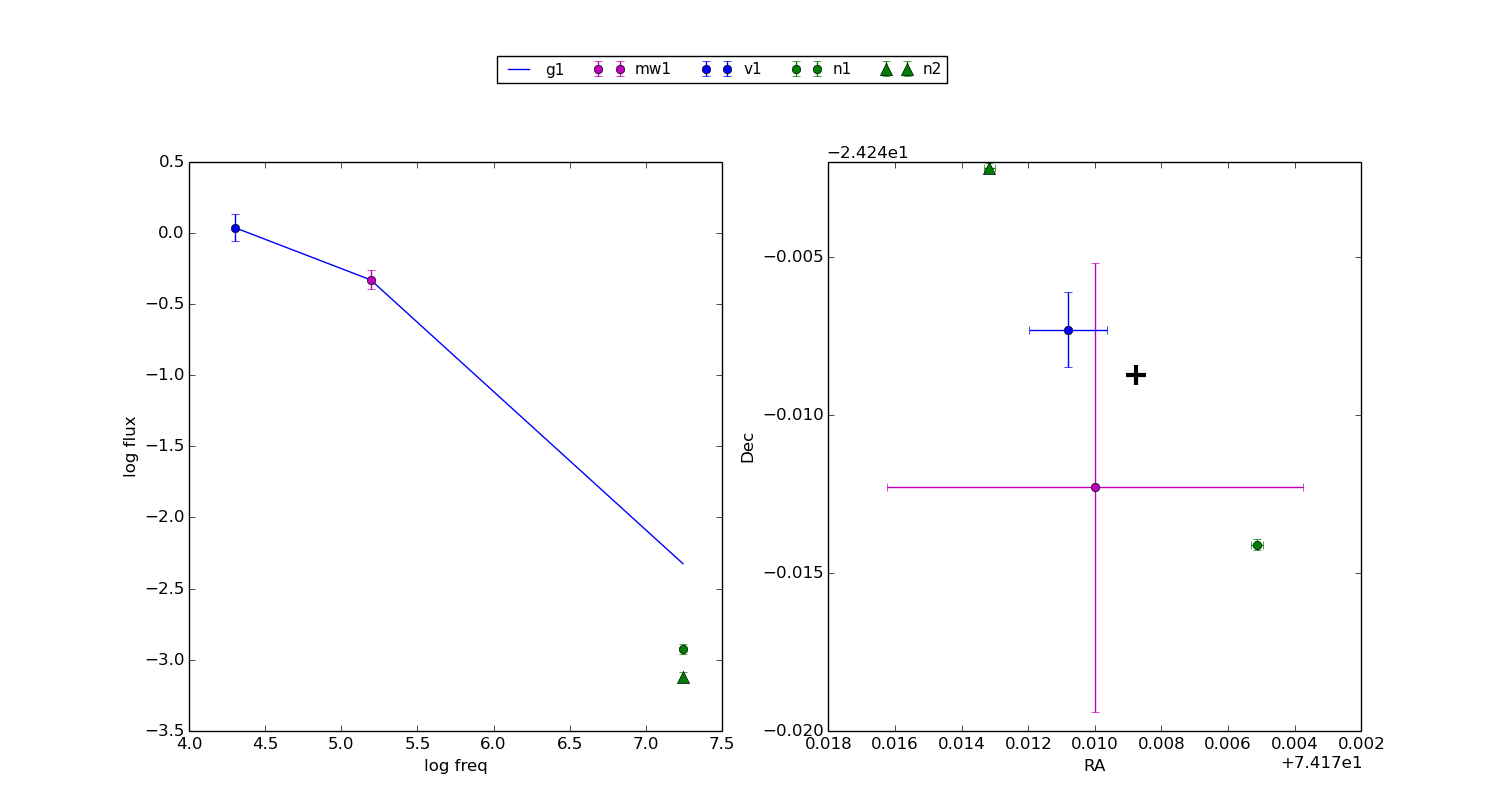 g1 mw1 v1 n1 n2
0.5
0.0
−0.5
−1.0
−1.5
−2.0
−2.5
−3.0
−3.5
log flux
4.0 4.5 5.0 5.5 6.0 6.5 7.0 7.5
log freq
−2.424e1
−0.005
−0.010
−0.015
−0.020
Dec
0.018 0.016 0.014 0.012 0.010 0.008 0.006 0.004 0.002
+7.417e1
RA